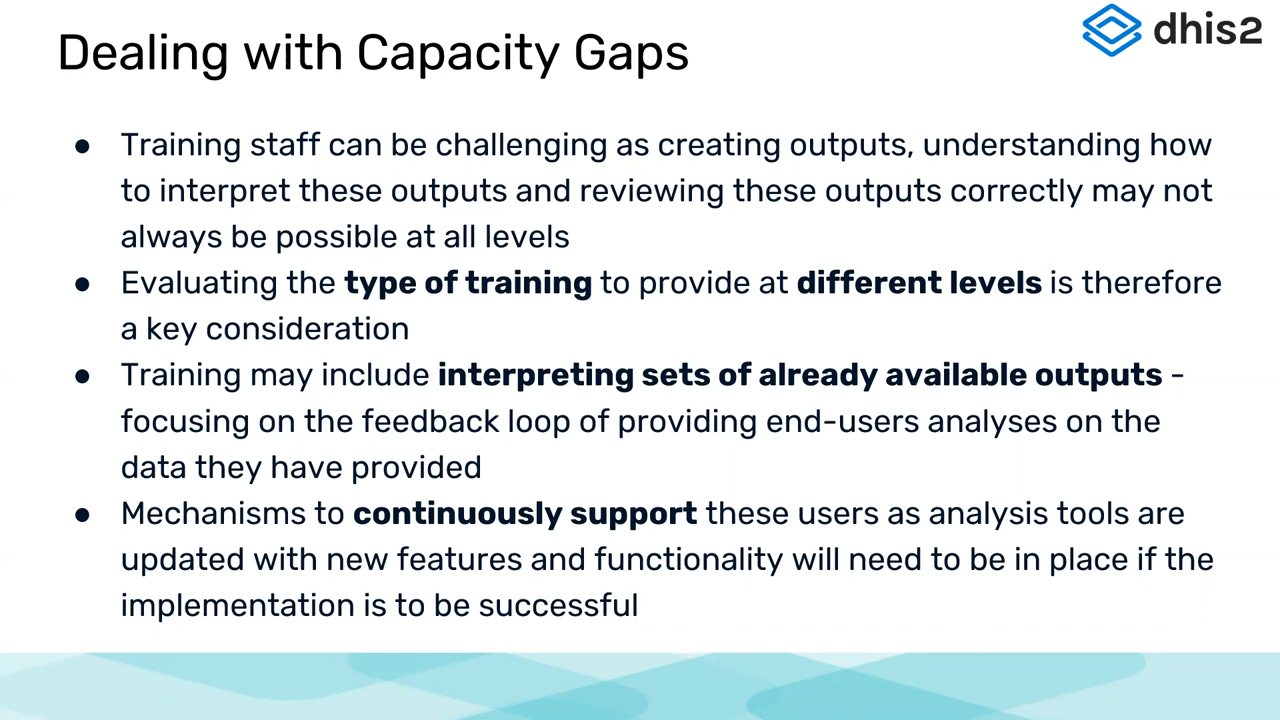 Dealing with Capacity Gaps
dhis2
● Training staff can be challenging as creating outputs, understanding how
to interpret these outputs and reviewing these outputs correctly may not
always be possible at all levels
● Evaluating the type of training to provide at different levels is therefore
a key consideration
● Training may include interpreting sets of already available outputs -
focusing on the feedback loop of providing end-users analyses on the
data they have provided
● Mechanisms to continuously support these users as analysis tools are
updated with new features and functionality will need to be in place if the
implementation is to be successful